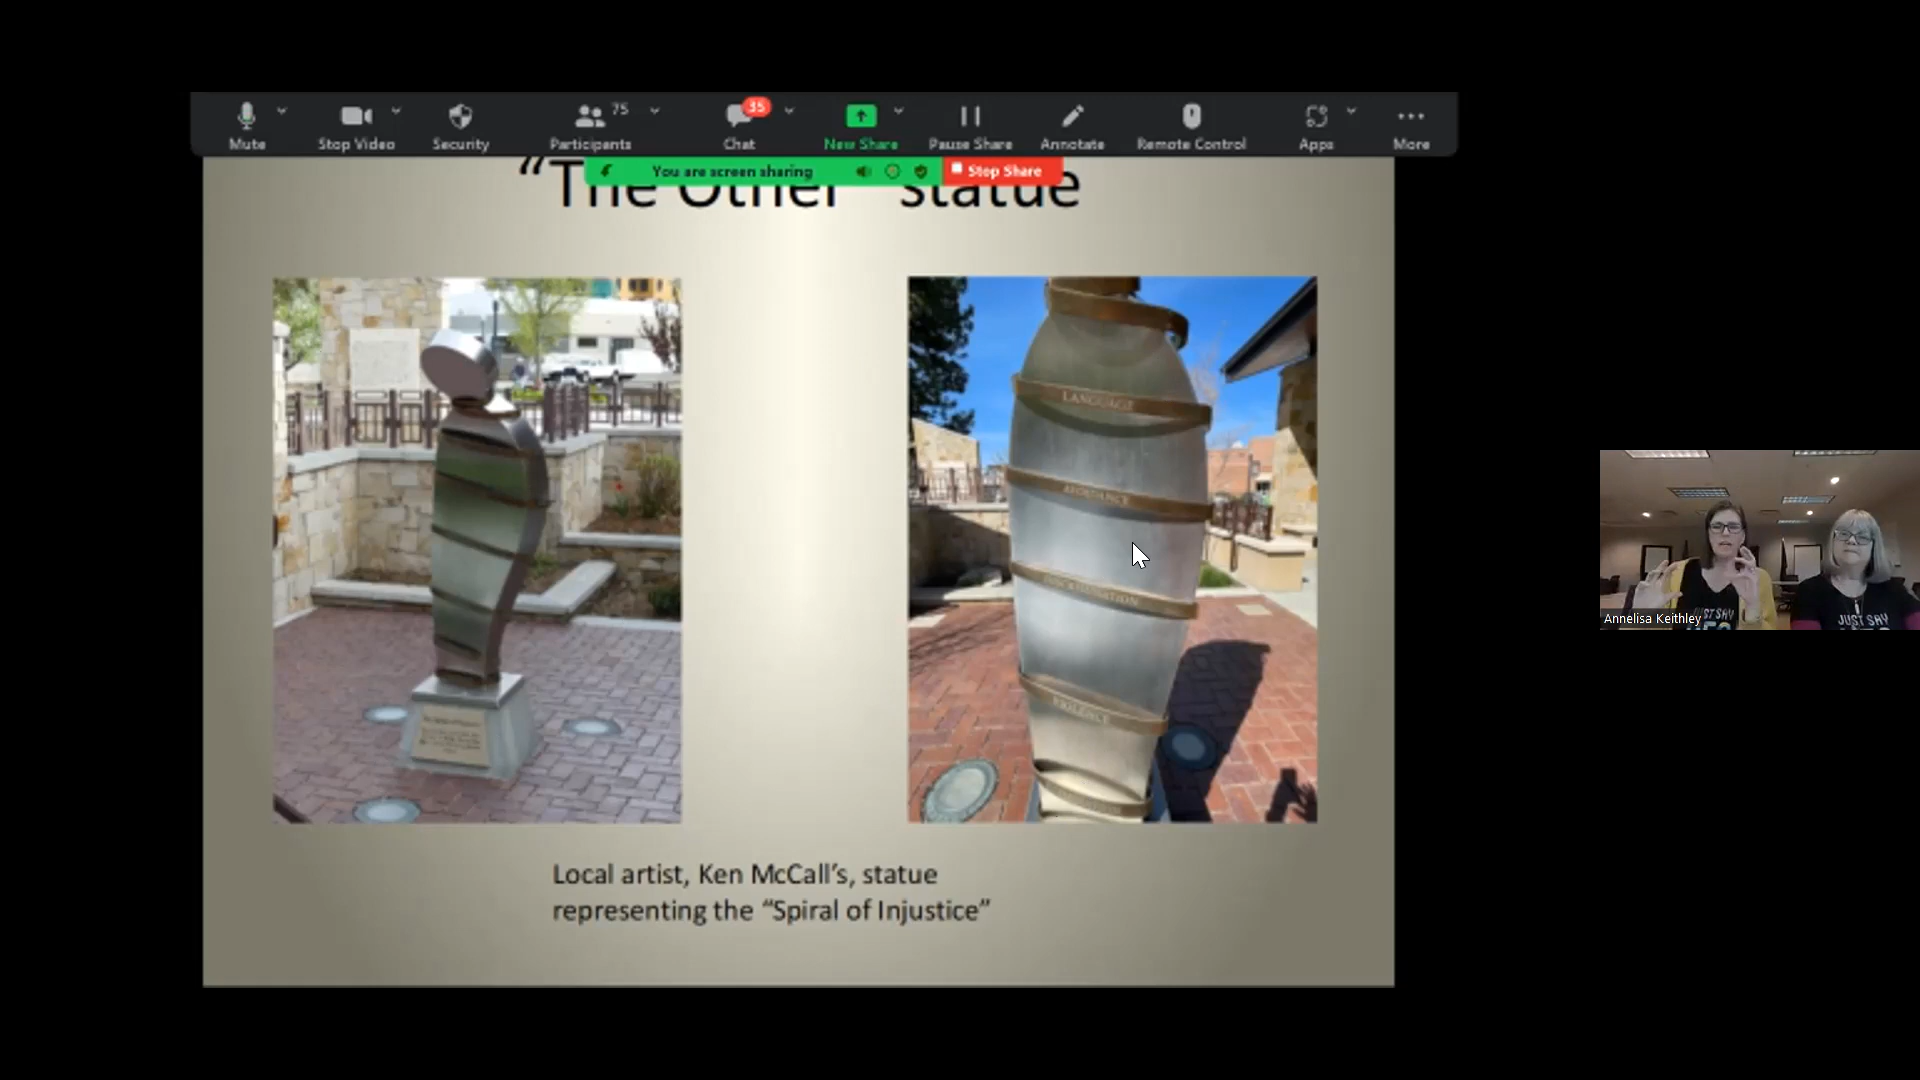 Mute
Stop Video
Security
Participants
75
Chat
35
New Share
Pause Share
Annotate
Remote Control
Apps
More
You are screen sharing
Stop Share
“The Other” statue
LANGUAGE
AVOIDANCE
DISCRIMINATION
VIOLENCE
Local artist, Ken McCall’s, statue
representing the “Spiral of Injustice”
JUST SAY
JUST SAY
Annelisa Keithley